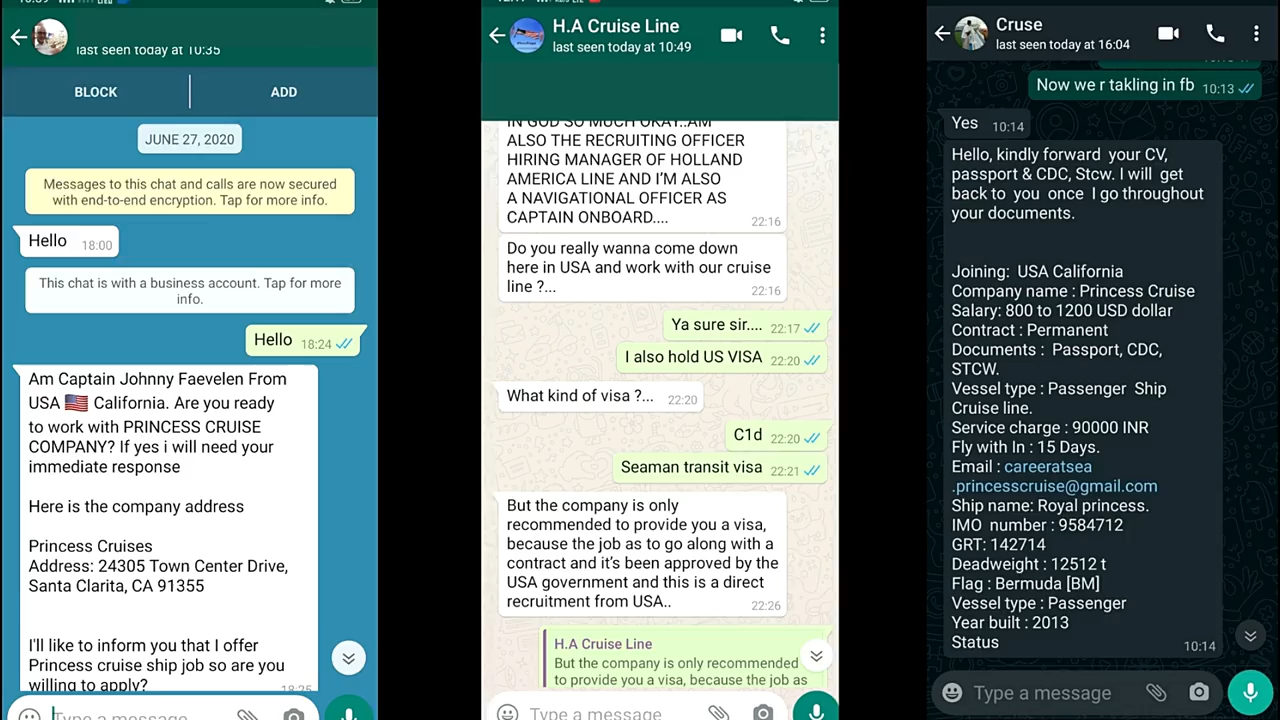 last seen today at 10:35
BLOCK
ADD
JUNE 27, 2020
Messages to this chat and calls are now secured
with end-to-end encryption. Tap for more info.
Hello 18:00
This chat is with a business account. Tap for more
info.
Hello 18:24
Am Captain Johnny Faevelen From
USA 🇺🇸 California. Are you ready
to work with PRINCESS CRUISE
COMPANY? If yes i will need your
immediate response
Here is the company address
Princess Cruises
Address: 24305 Town Center Drive,
Santa Clarita, CA 91355
I'll like to inform you that I offer
Princess cruise ship job so are you
willing to apply?
18:25
Type a message
H.A Cruise Line
last seen today at 10:49
IN GOD SO MUCH OKAY..AM
ALSO THE RECRUITING OFFICER
HIRING MANAGER OF HOLLAND
AMERICA LINE AND I'M ALSO
A NAVIGATIONAL OFFICER AS
CAPTAIN ONBOARD....
22:16
Do you really wanna come down
here in USA and work with our cruise
line ?...
22:16
Ya sure sir.... 22:17
I also hold US VISA 22:20
What kind of visa ?... 22:20
C1d 22:20
Seaman transit visa 22:21
But the company is only
recommended to provide you a visa,
because the job as to go along with a
contract and it's been approved by the
USA government and this is a direct
recruitment from USA..
22:26
H.A Cruise Line
But the company is only recommended
to provide you a visa, because the job as
Type a message
Cruse
last seen today at 16:04
Now we r takling in fb 10:13
Yes 10:14
Hello, kindly forward your CV,
passport & CDC, Stcw. I will get
back to you once I go throughout
your documents.
Joining: USA California
Company name : Princess Cruise
Salary: 800 to 1200 USD dollar
Contract : Permanent
Documents : Passport, CDC,
STCW.
Vessel type : Passenger Ship
Cruise line.
Service charge : 90000 INR
Fly with In : 15 Days.
Email : careeratsea
.princesscruise@gmail.com
Ship name: Royal princess.
IMO number : 9584712
GRT: 142714
Deadweight : 12512 t
Flag : Bermuda [BM]
Vessel type : Passenger
Year built : 2013
Status
10:14
Type a message